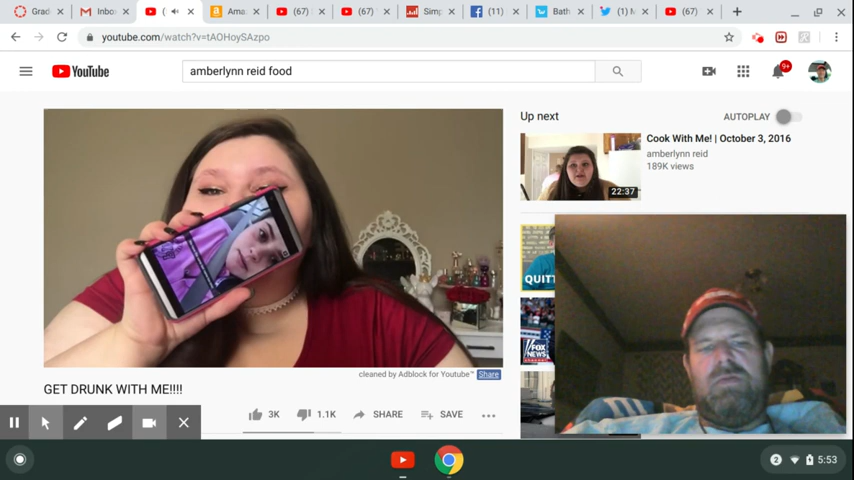 Grad
Inbo
(
Ama
(67)
(67)
Simp
(11)
Bath
(1) M
(67)
youtube.com/watch?v=tAOHoySAzpo
YouTube
amberlynn reid food
9+
Up next
AUTOPLAY
Cook With Me! | October 3, 2016
amberlynn reid
189K views
22:37
QUIT
FOX
NEWS
cleaned by Adblock for Youtube™ Share
GET DRUNK WITH ME!!!!
3K
1.1K
SHARE
SAVE
2
5:53